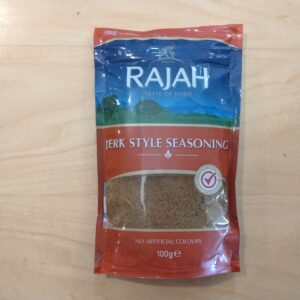 RAJAH
TASTE OF HOME
JERK STYLE SEASONING
NO ARTIFICIAL COLOURS
100g℮